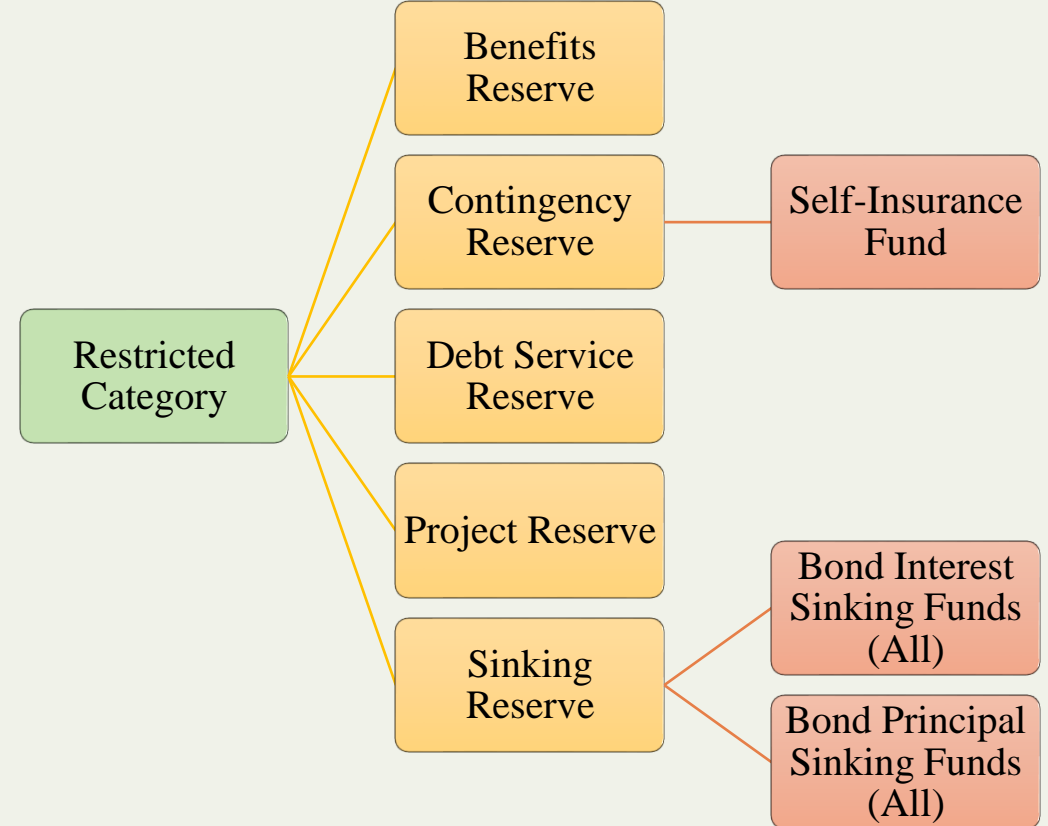 Benefits
Reserve
Contingency
Reserve
Self-Insurance
Fund
Restricted
Category
Debt Service
Reserve
Project Reserve
Sinking
Reserve
Bond Interest
Sinking Funds
(All)
Bond Principal
Sinking Funds
(All)